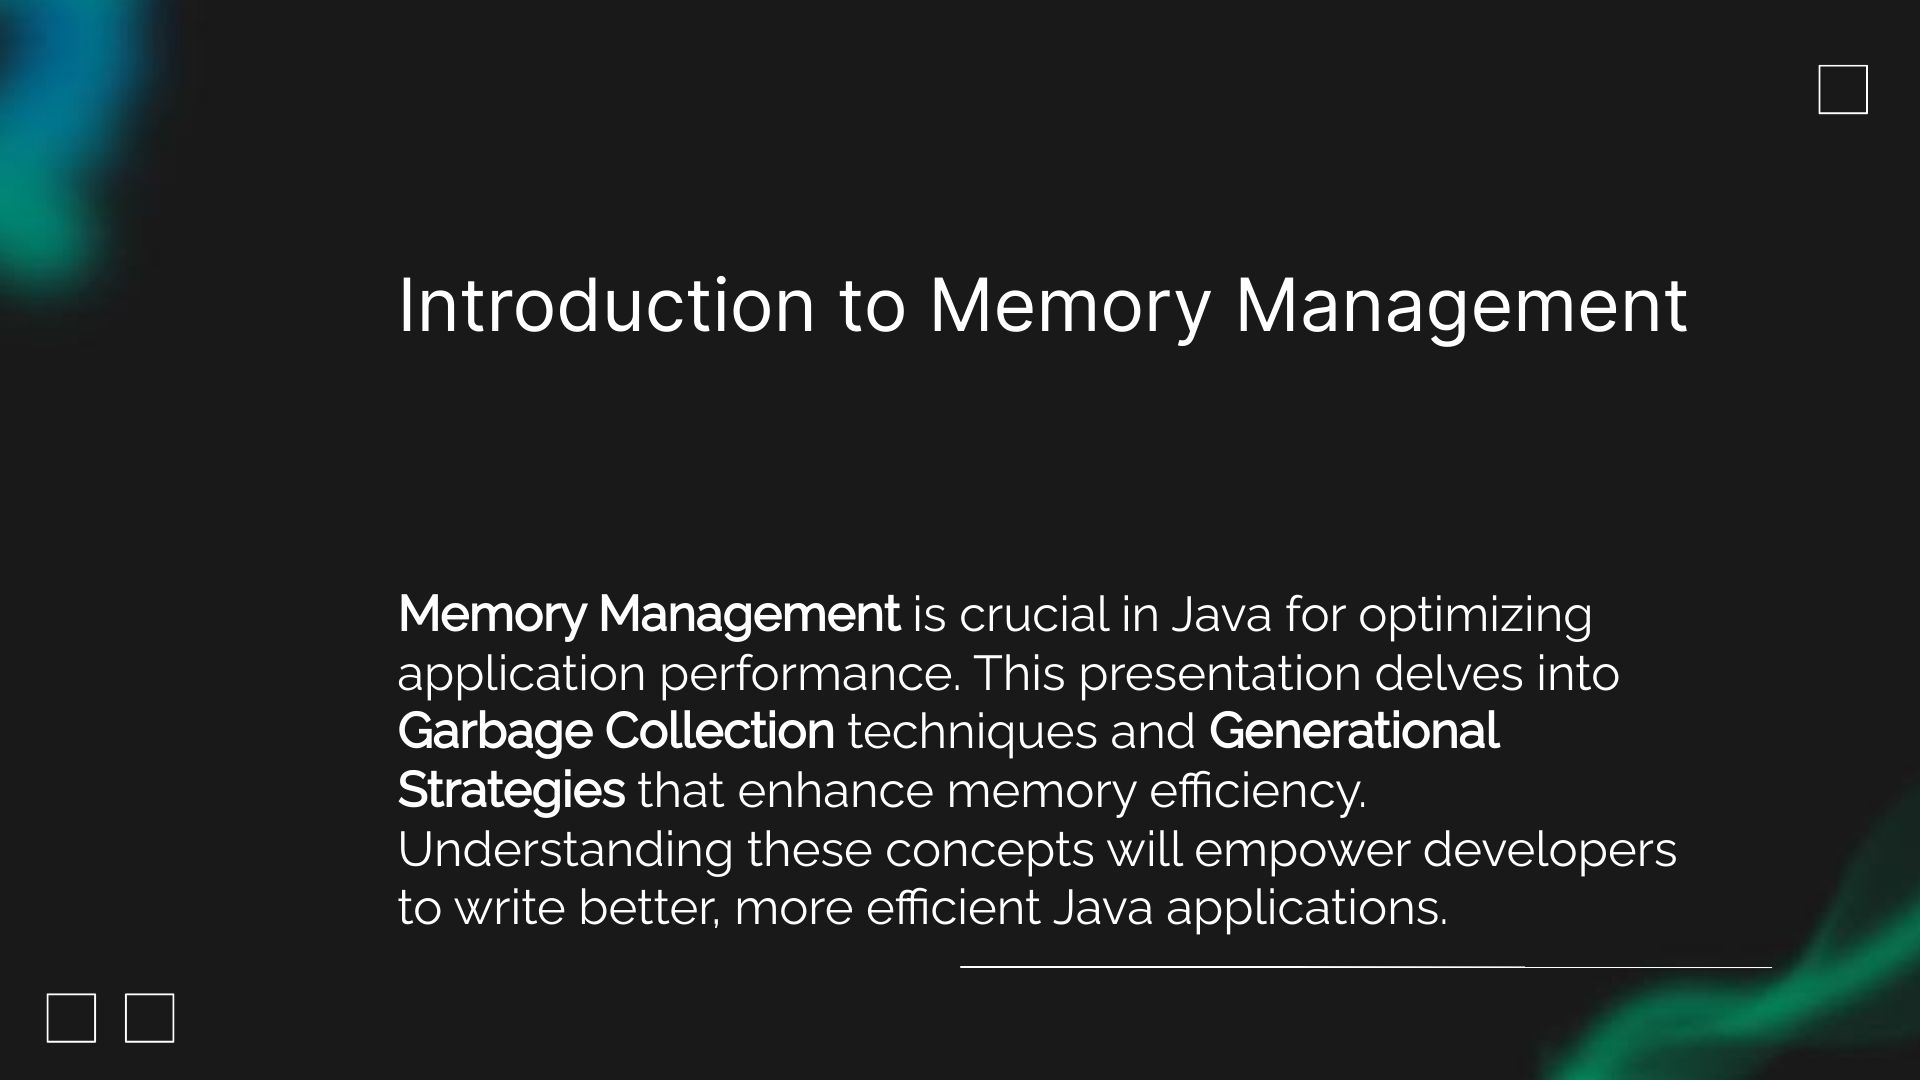 Introduction to Memory Management
Memory Management is crucial in Java for optimizing
application performance. This presentation delves into
Garbage Collection techniques and Generational
Strategies that enhance memory efficiency.
Understanding these concepts will empower developers
to write better, more efficient Java applications.